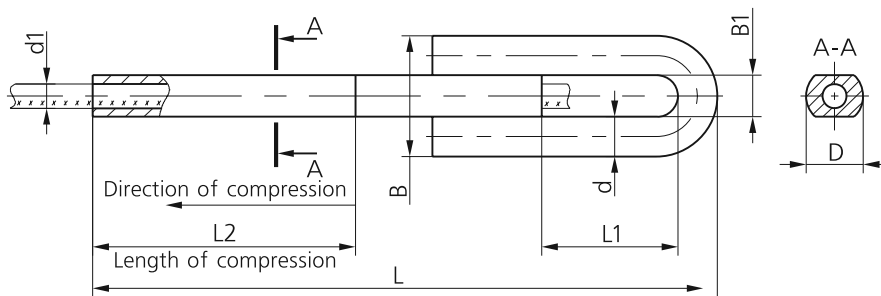 A
A
d1
B1
A-A
D
Direction of compression
B
d
L2
L1
Length of compression
L